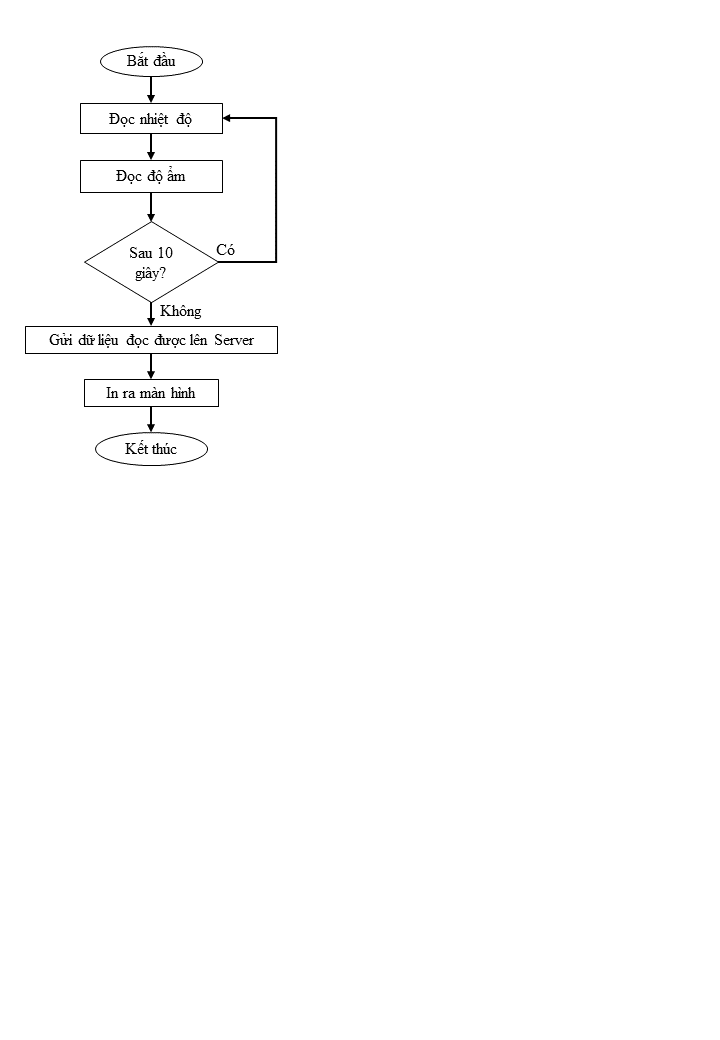 Bắt đầu
Đọc nhiệt độ
Đọc độ ẩm
Sau 10
giây?
Có
Không
Gửi dữ liệu đọc được lên Server
In ra màn hình
Kết thúc